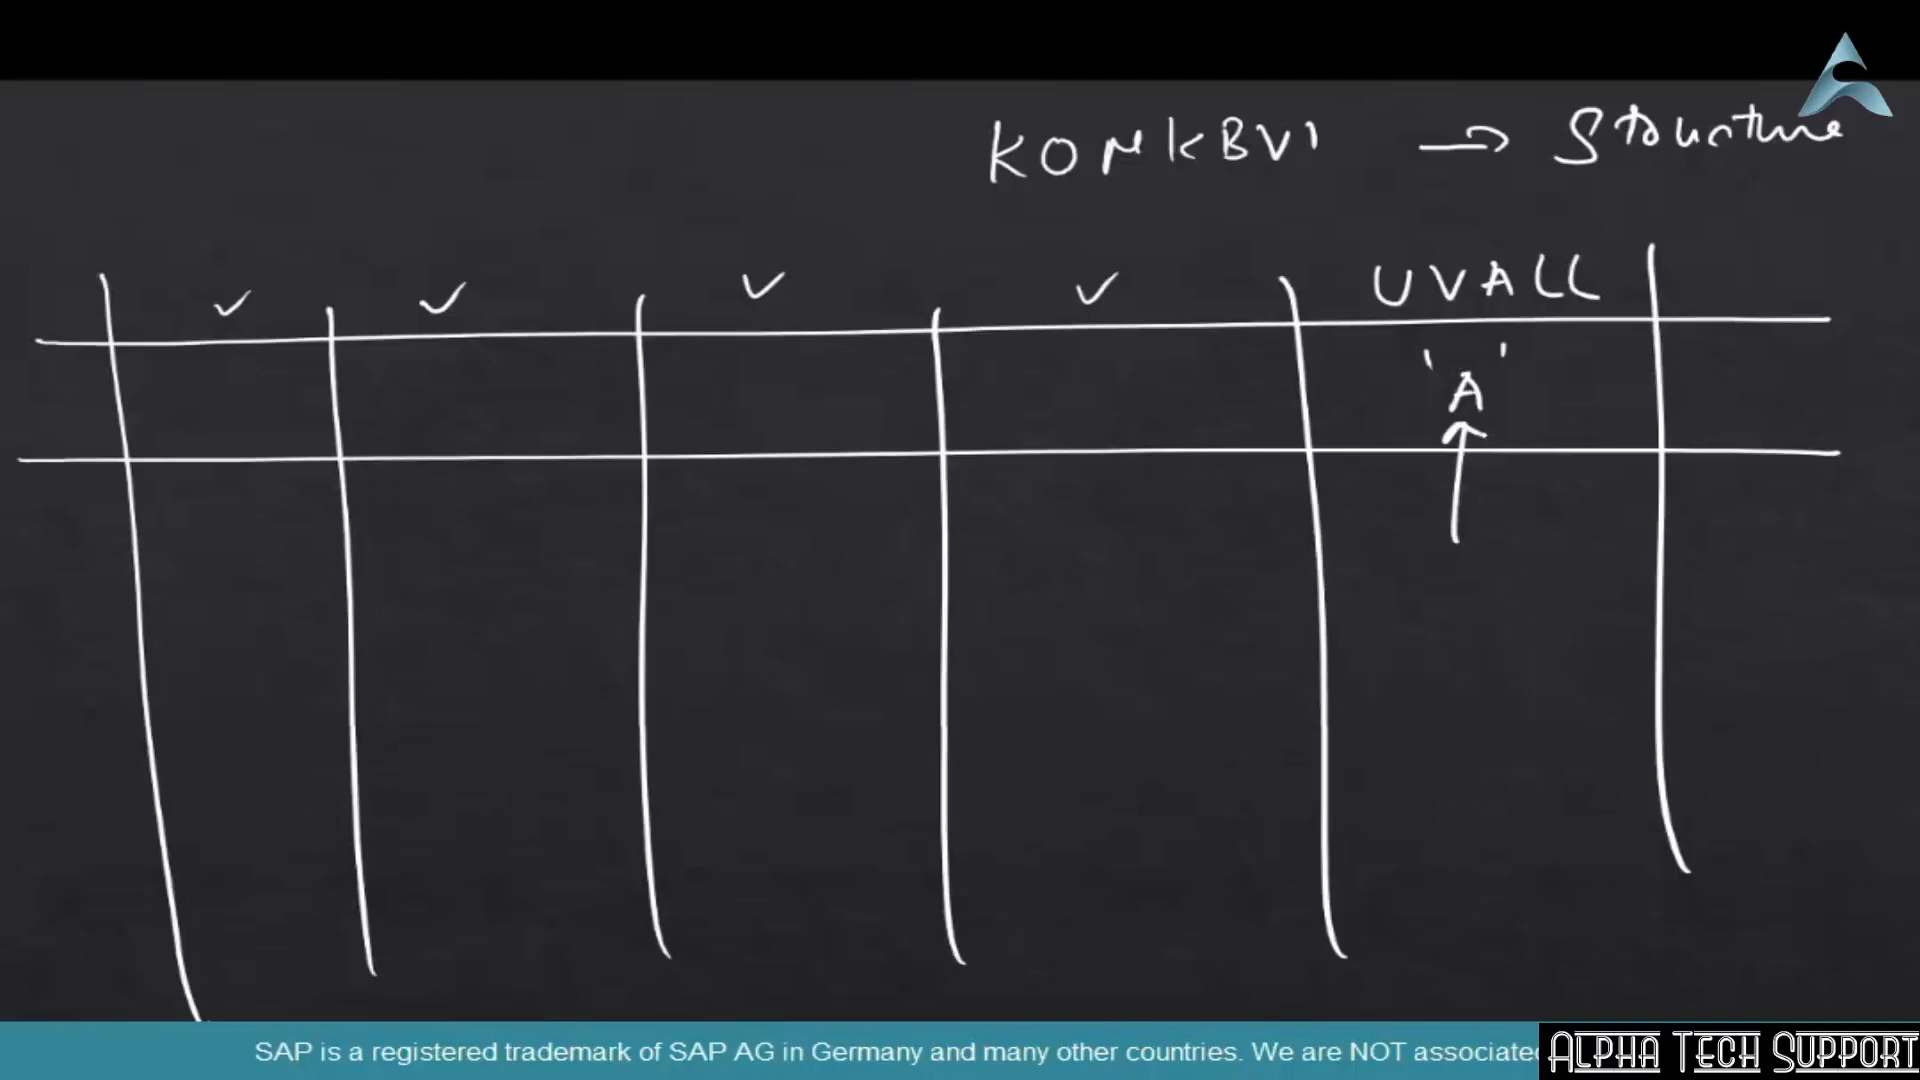 KOMKBV1 → Structure
✓ ✓ ✓ ✓ UVALL
'A'
SAP is a registered trademark of SAP AG in Germany and many other countries. We are NOT associate
ALPHA TECH SUPPORT